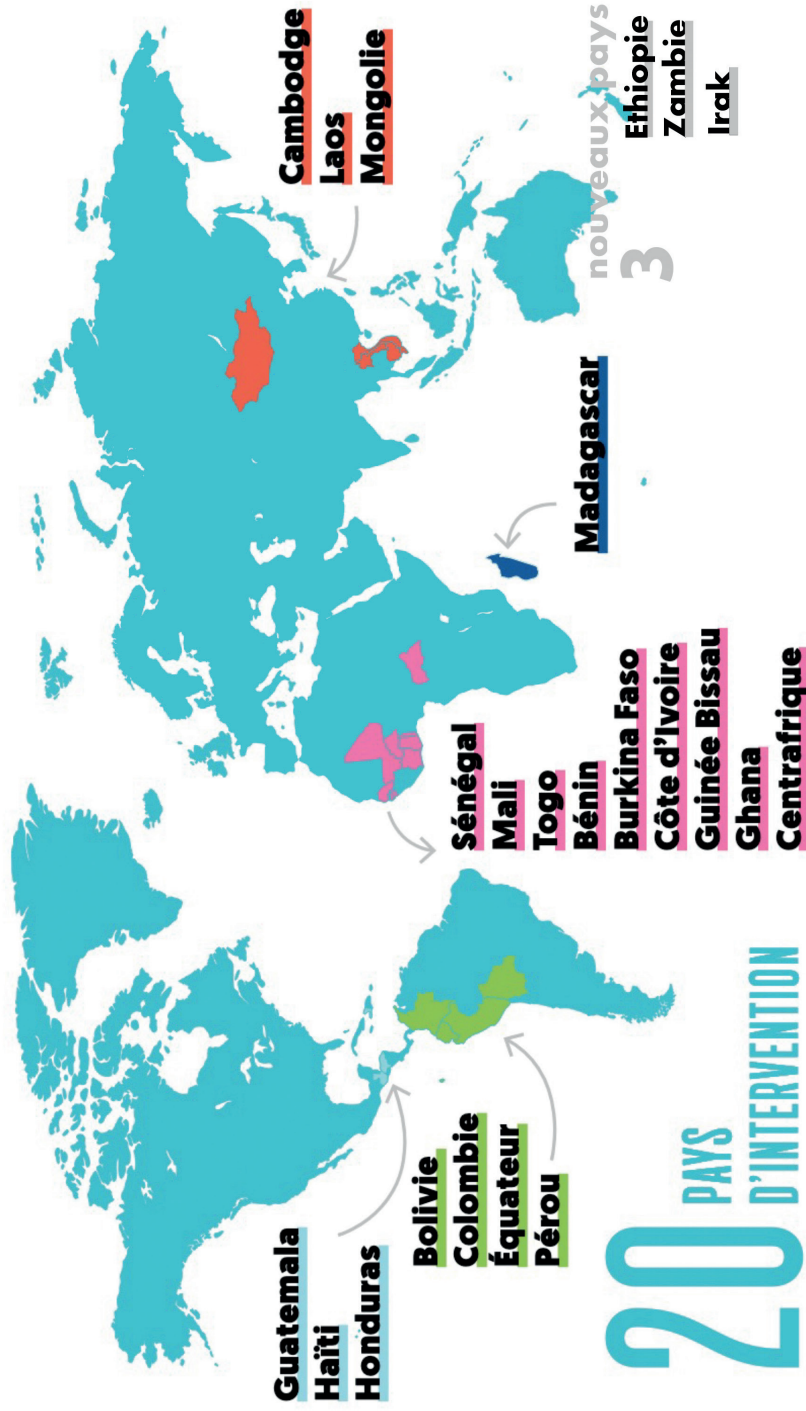 Guatemala
Haïti
Honduras
Bolivie
Colombie
Équateur
Pérou
20
PAYS
D'INTERVENTION
Sénégal
Mali
Togo
Bénin
Burkina Faso
Côte d'Ivoire
Guinée Bissau
Ghana
Centrafrique
Madagascar
Cambodge
Laos
Mongolie
3
nouveaux pays
Ethiopie
Zambie
Irak